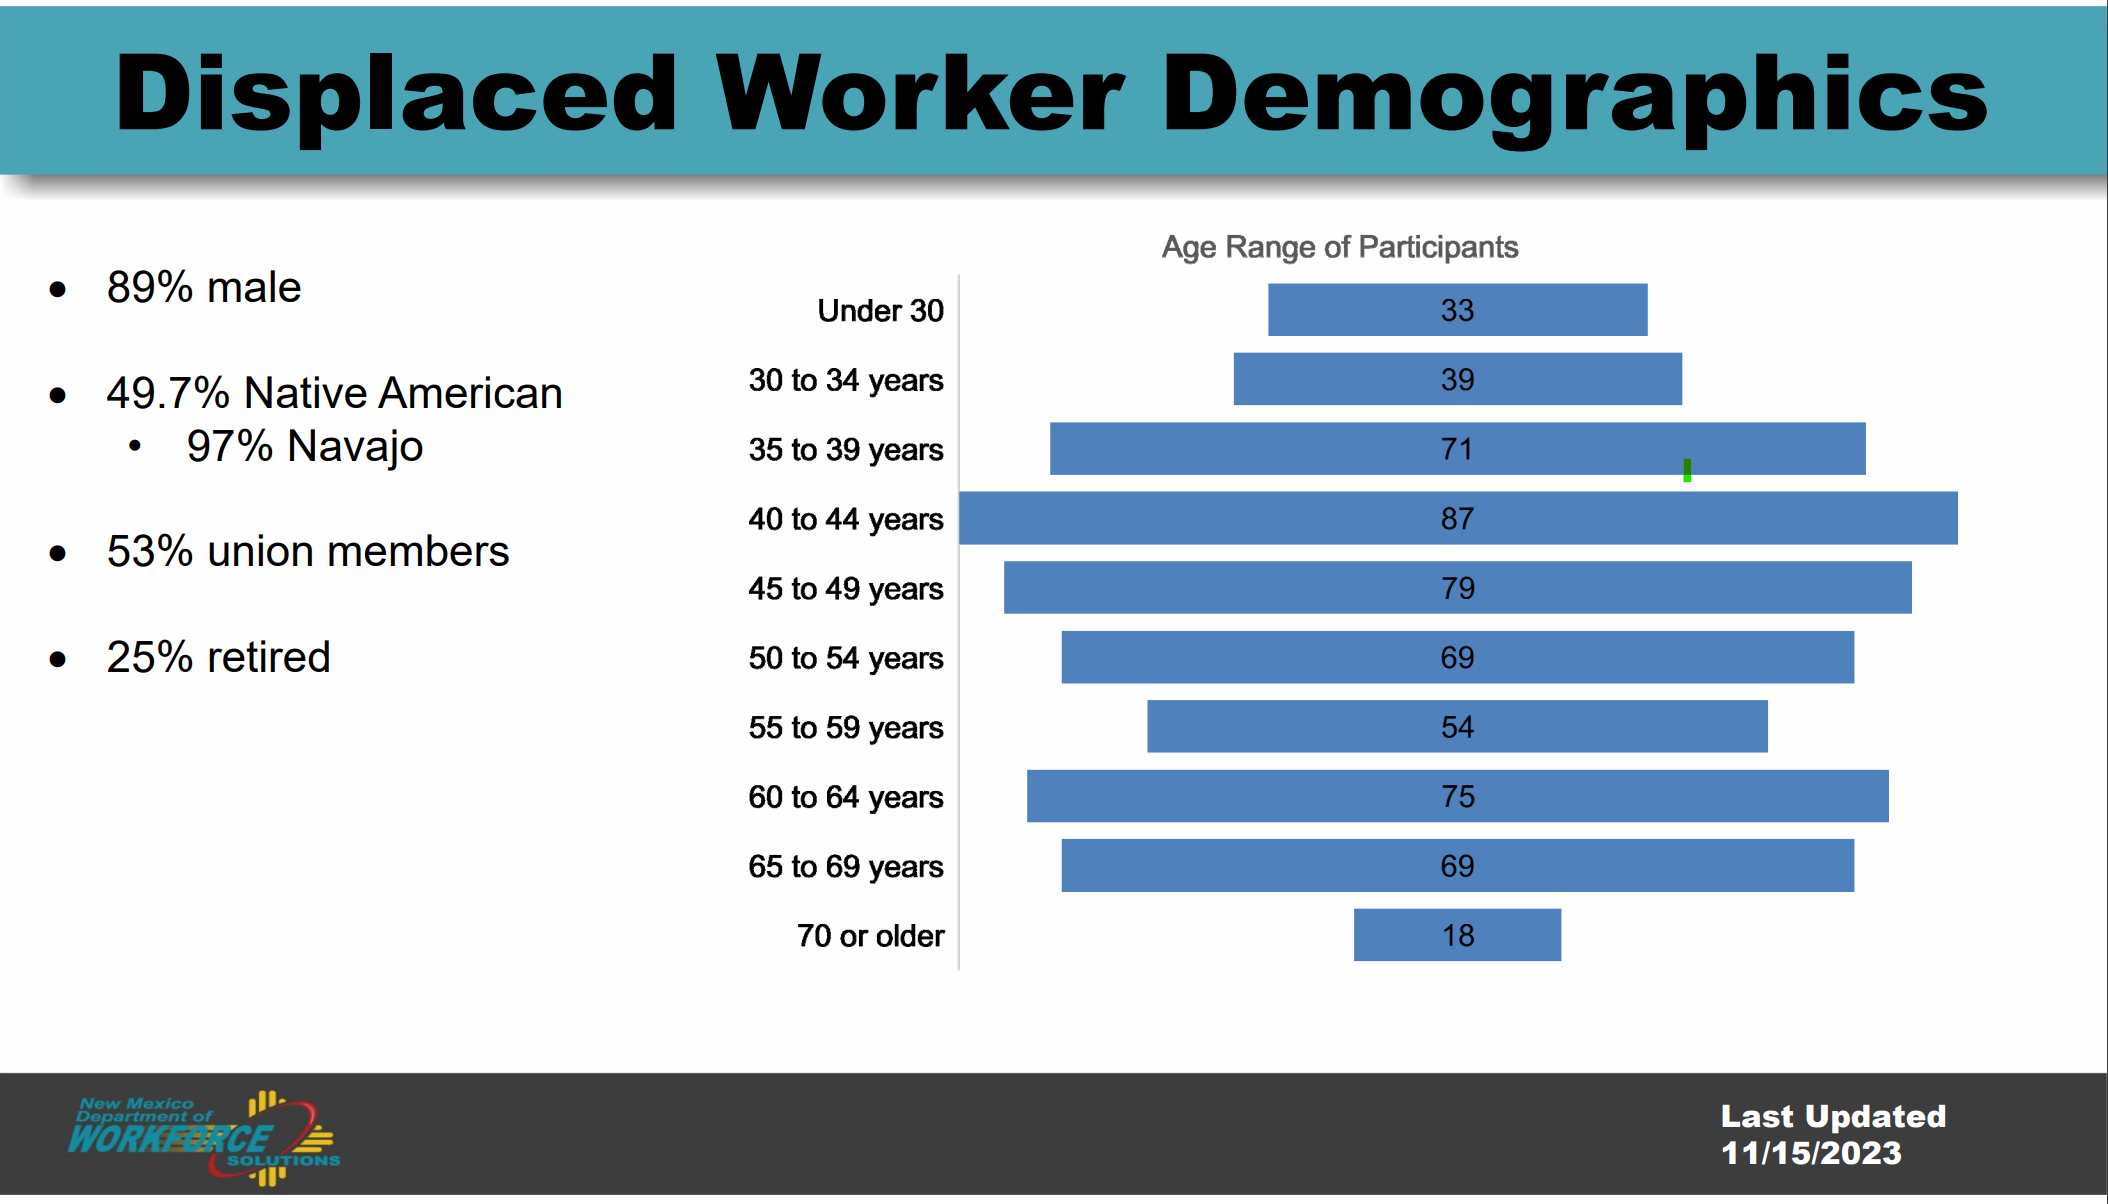 Displaced Worker Demographics
• 89% male
• 49.7% Native American
• 97% Navajo
• 53% union members
• 25% retired
Age Range of Participants
Under 30 33
30 to 34 years 39
35 to 39 years 71
40 to 44 years 87
45 to 49 years 79
50 to 54 years 69
55 to 59 years 54
60 to 64 years 75
65 to 69 years 69
70 or older 18
New Mexico
Department of
WORKFORCE
SOLUTIONS
Last Updated
11/15/2023